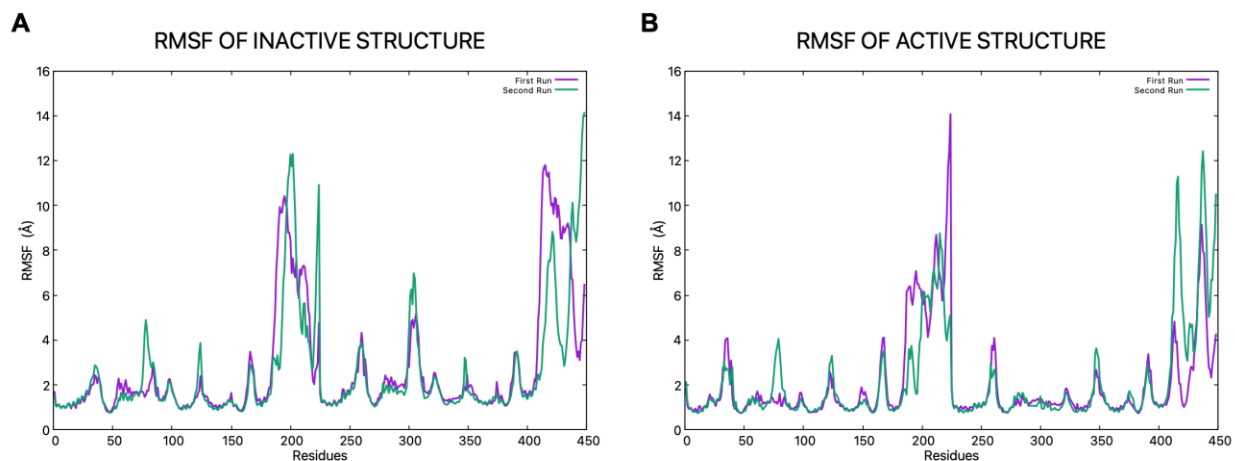 A
RMSF OF INACTIVE STRUCTURE
First Run
Second Run
16
14
12
10
8
6
4
2
0
RMSF (Å)
0 50 100 150 200 250 300 350 400 450
Residues
B
RMSF OF ACTIVE STRUCTURE
First Run
Second Run
16
14
12
10
8
6
4
2
0
RMSF (Å)
0 50 100 150 200 250 300 350 400 450
Residues